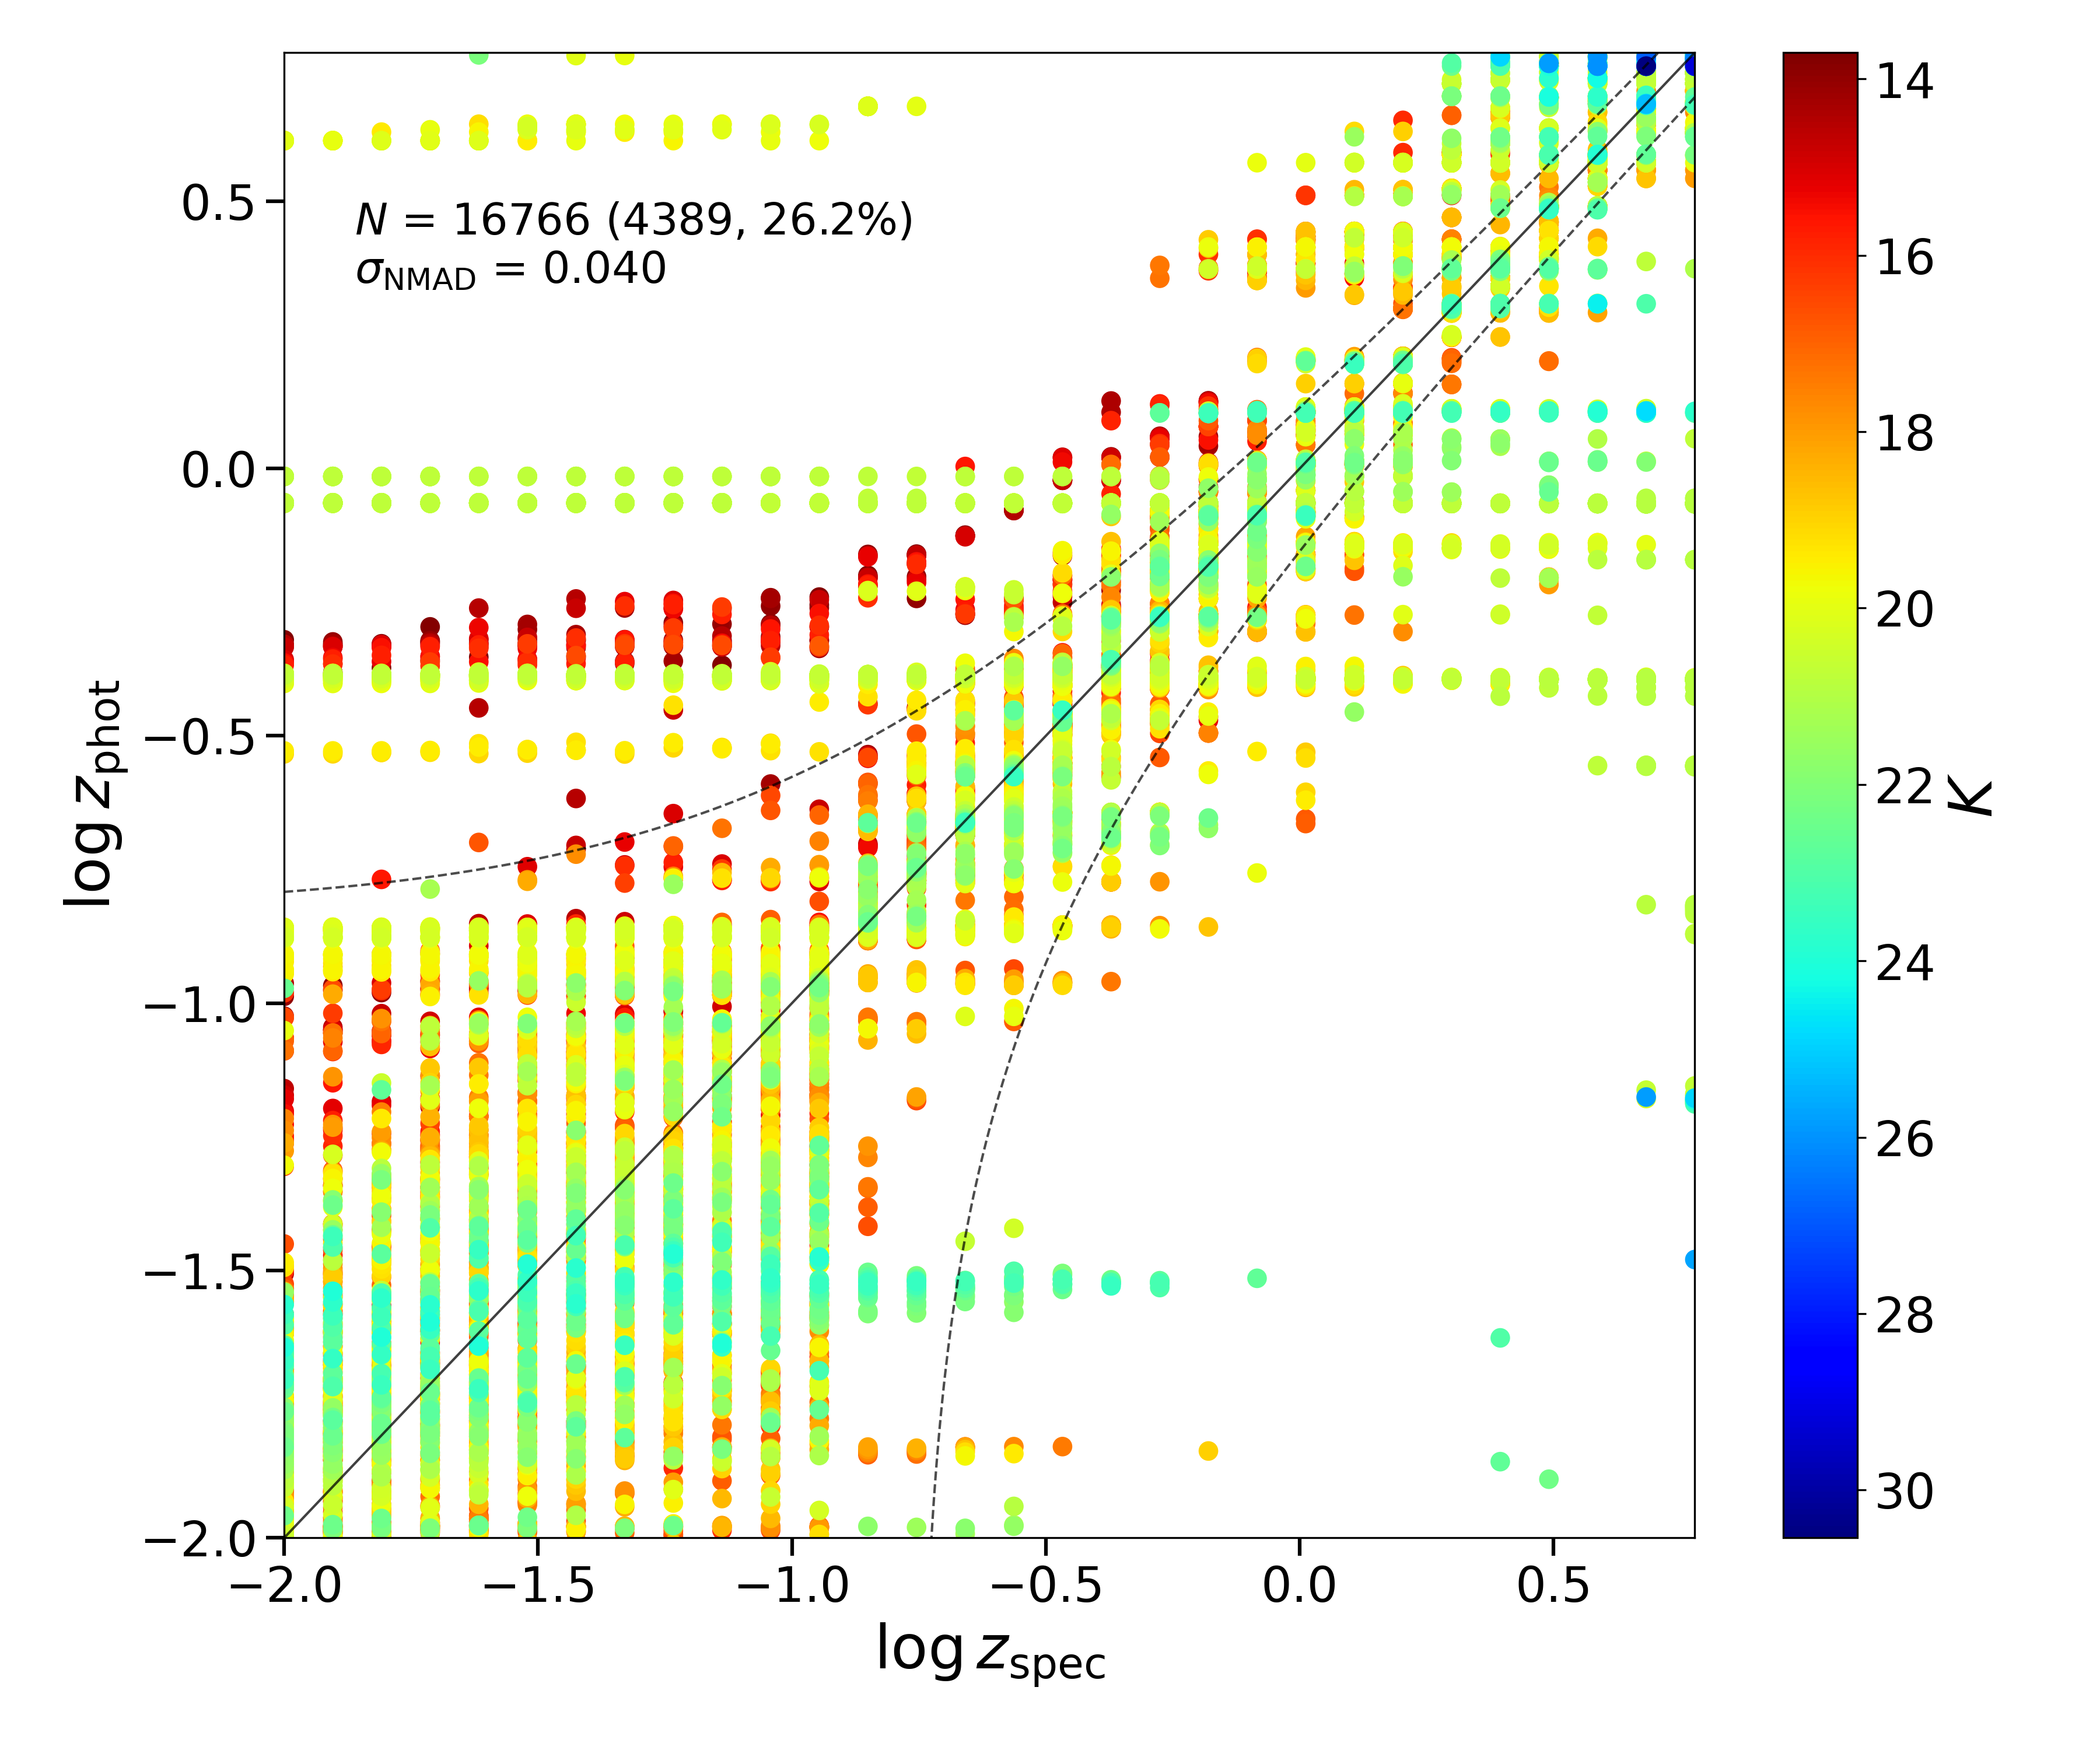 N = 16766 (4389, 26.2%)
σNMAD = 0.040
0.5
0.0
−0.5
−1.0
−1.5
−2.0
log zphot
−2.0 −1.5 −1.0 −0.5 0.0 0.5
log zspec
14
16
18
20
22
24
26
28
30
K